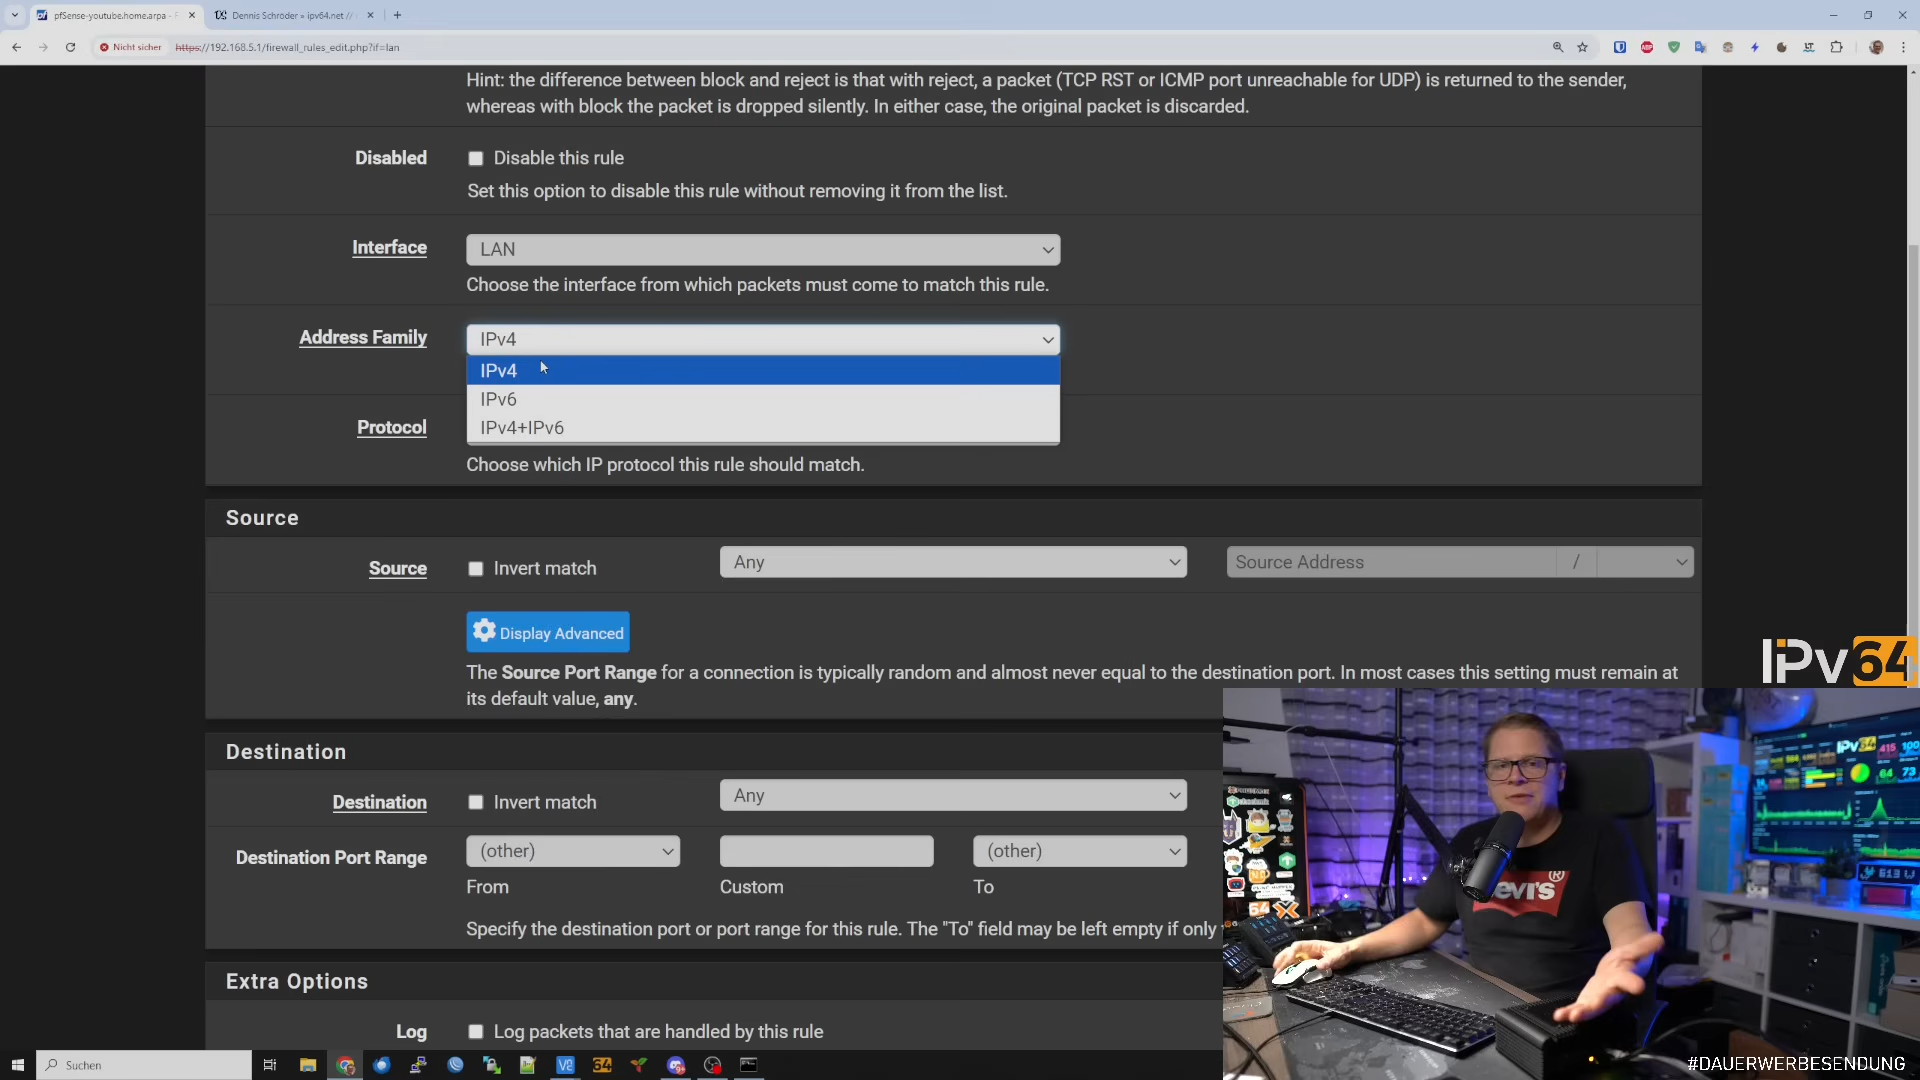 pfSense-youtube.home.arpa - F
Dennis Schröder » ipv64.net //
Nicht sicher
https://192.168.5.1/firewall_rules_edit.php?if=lan
Hint: the difference between block and reject is that with reject, a packet (TCP RST or ICMP port unreachable for UDP) is returned to the sender,
whereas with block the packet is dropped silently. In either case, the original packet is discarded.
Disabled
Disable this rule
Set this option to disable this rule without removing it from the list.
Interface
LAN
Choose the interface from which packets must come to match this rule.
Address Family
IPv4
IPv4
IPv6
IPv4+IPv6
Protocol
Choose which IP protocol this rule should match.
Source
Source
Invert match
Any
Source Address
/
Display Advanced
The Source Port Range for a connection is typically random and almost never equal to the destination port. In most cases this setting must remain at
its default value, any.
IPv64
Destination
Destination
Invert match
Any
Destination Port Range
(other)
(other)
From
Custom
To
Specify the destination port or port range for this rule. The "To" field may be left empty if only
Extra Options
Log
Log packets that are handled by this rule
Levi's
IPv64
415
100
64
73
Suchen
#DAUERWERBESENDUNG